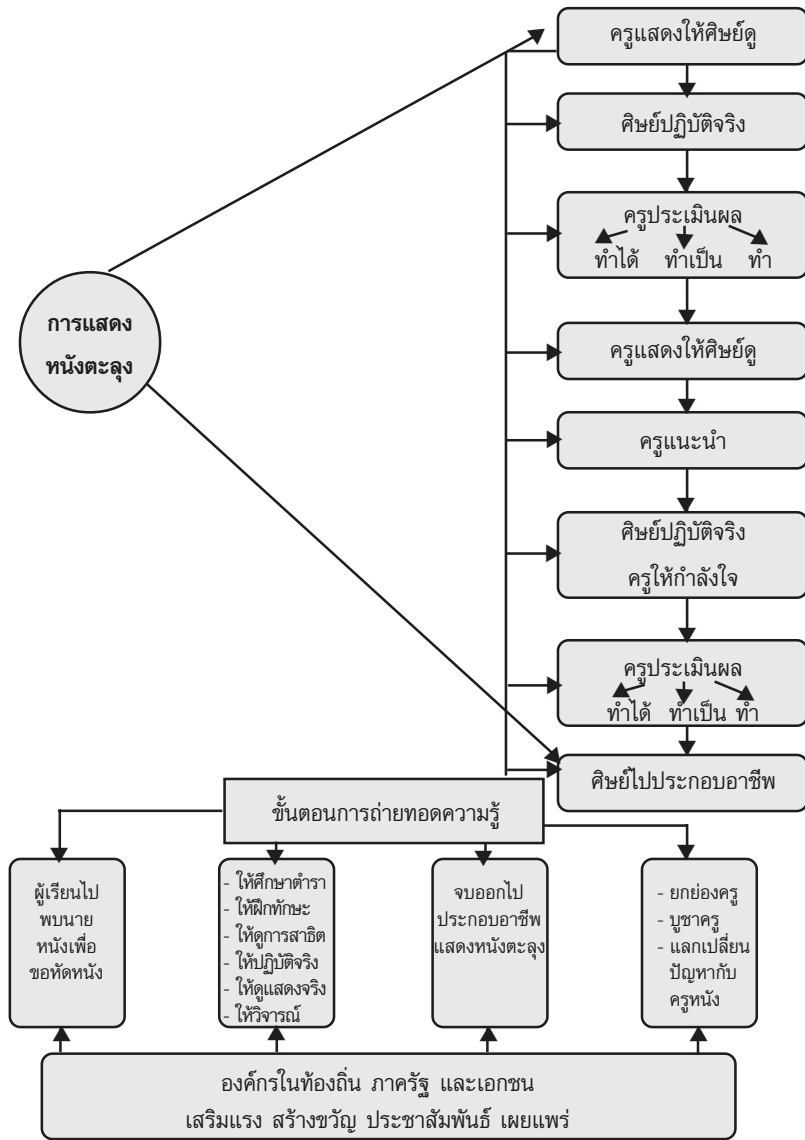 ครูแสดงให้ศิษย์ดู
ศิษย์ปฏิบัติจริง
ครูประเมินผล
ทำได้ ทำเป็น ทำ
การแสดง
หนังตะลุง
ครูแสดงให้ศิษย์ดู
ครูแนะนำ
ศิษย์ปฏิบัติจริง
ครูให้กำลังใจ
ครูประเมินผล
ทำได้ ทำเป็น ทำ
ศิษย์ไปประกอบอาชีพ
ขั้นตอนการถ่ายทอดความรู้
ผู้เรียนไป
พบนาย
หนังเพื่อ
ขอหัดหนัง
- ให้ศึกษาตำรา
- ให้ฝึกทักษะ
- ให้ดูการสาธิต
- ให้ปฏิบัติจริง
- ให้ดูแสดงจริง
- ให้วิจารณ์
จบออกไป
ประกอบอาชีพ
แสดงหนังตะลุง
- ยกย่องครู
- บูชาครู
- แลกเปลี่ยน
ปัญหากับ
ครูหนัง
องค์กรในท้องถิ่น ภาครัฐ และเอกชน
เสริมแรง สร้างขวัญ ประชาสัมพันธ์ เผยแพร่